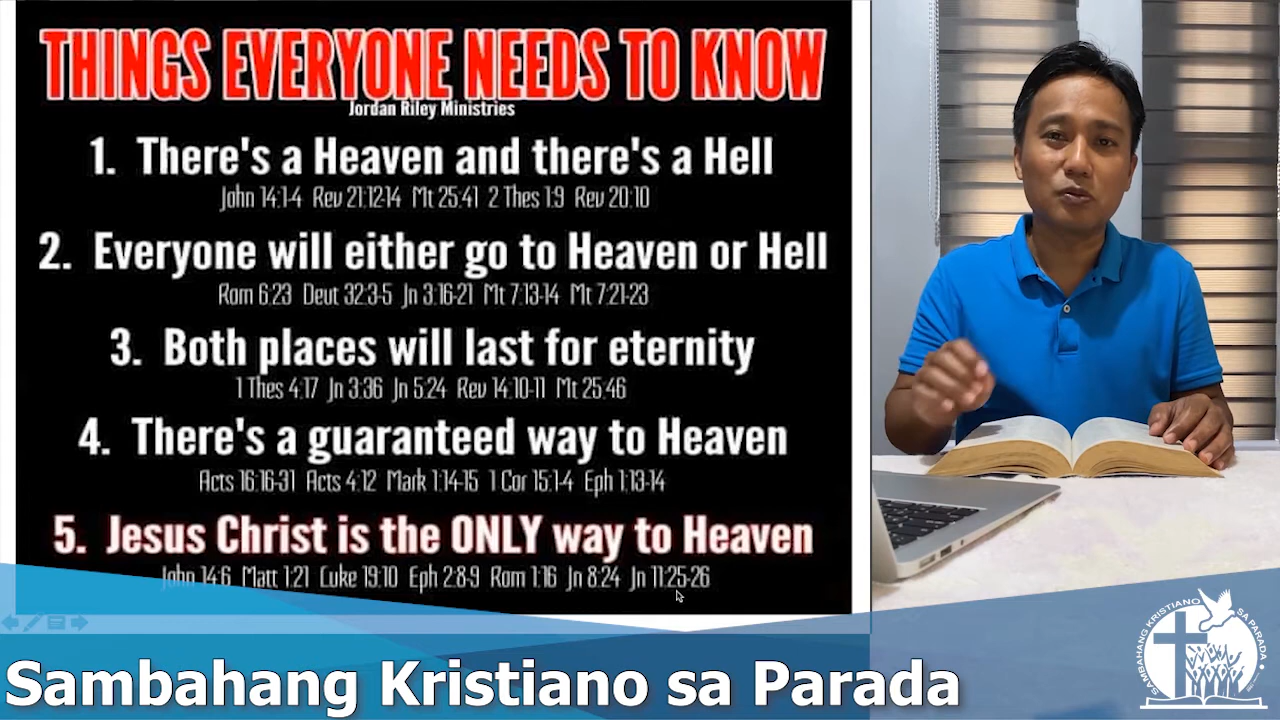 THINGS EVERYONE NEEDS TO KNOW
Jordan Riley Ministries
1. There's a Heaven and there's a Hell
John 14:1-4 Rev 21:12-14 Mt 25:41 2 Thes 1:9 Rev 20:10
2. Everyone will either go to Heaven or Hell
Rom 6:23 Deut 32:3-5 Jn 3:16-21 Mt 7:13-14 Mt 7:21-23
3. Both places will last for eternity
1 Thes 4:17 Jn 3:36 Jn 5:24 Rev 14:10-11 Mt 25:46
4. There's a guaranteed way to Heaven
Acts 16:16-31 Acts 4:12 Mark 1:14-15 1 Cor 15:1-4 Eph 1:13-14
5. Jesus Christ is the ONLY way to Heaven
John 14:6 Matt 1:21 Luke 19:10 Eph 2:8-9 Rom 1:16 Jn 8:24 Jn 11:25-26
Sambahang Kristiano sa Parada
SAMBAHANG KRISTIANO SA PARADA